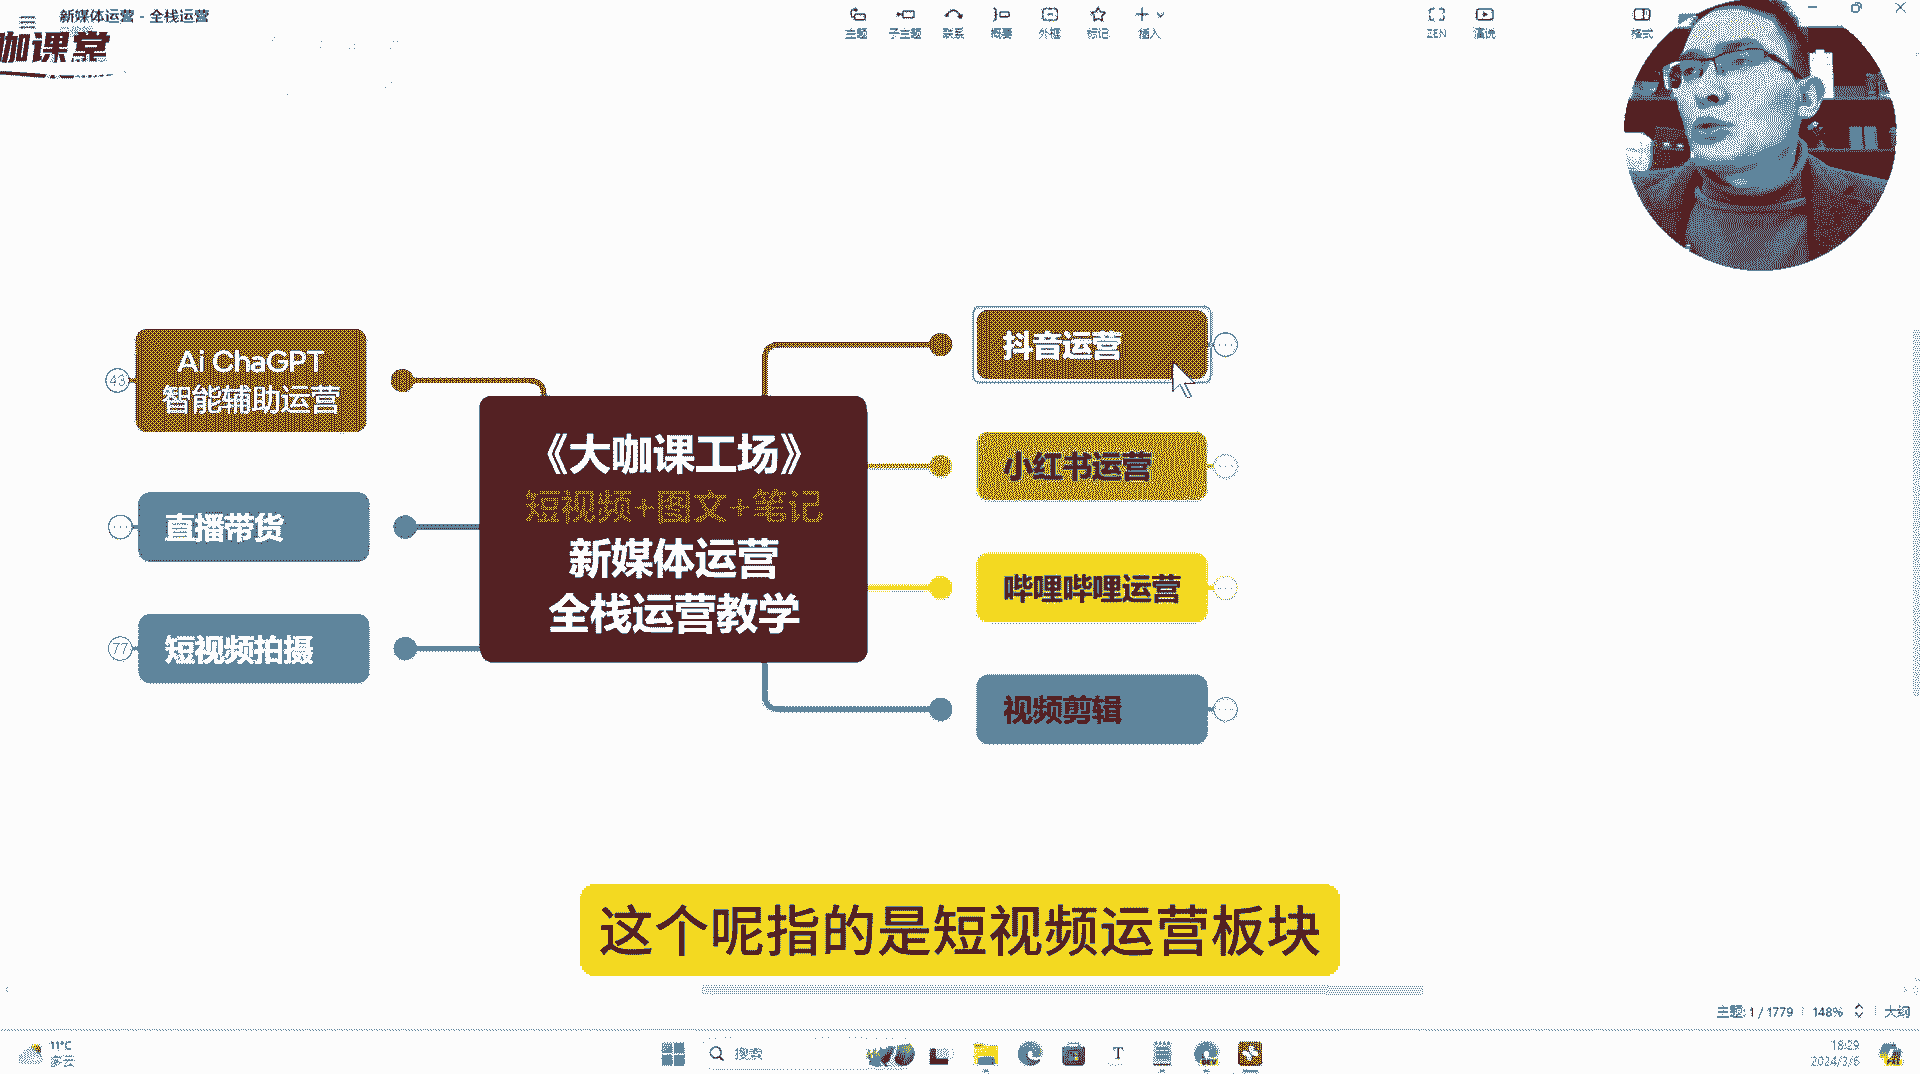 新媒体运营 - 全栈运营
咖课堂
主题
子主题
联系
概要
外框
标记
插入
ZEN
演说
格式
43
Ai ChaGPT
智能辅助运营
直播带货
77
短视频拍摄
《大咖课工场》
短视频+图文+笔记
新媒体运营
全栈运营教学
抖音运营
小红书运营
哔哩哔哩运营
视频剪辑
这个呢指的是短视频运营板块
主题: 1 / 1779
148%
大纲
11°C
多云
搜索
18:29
2024/3/6